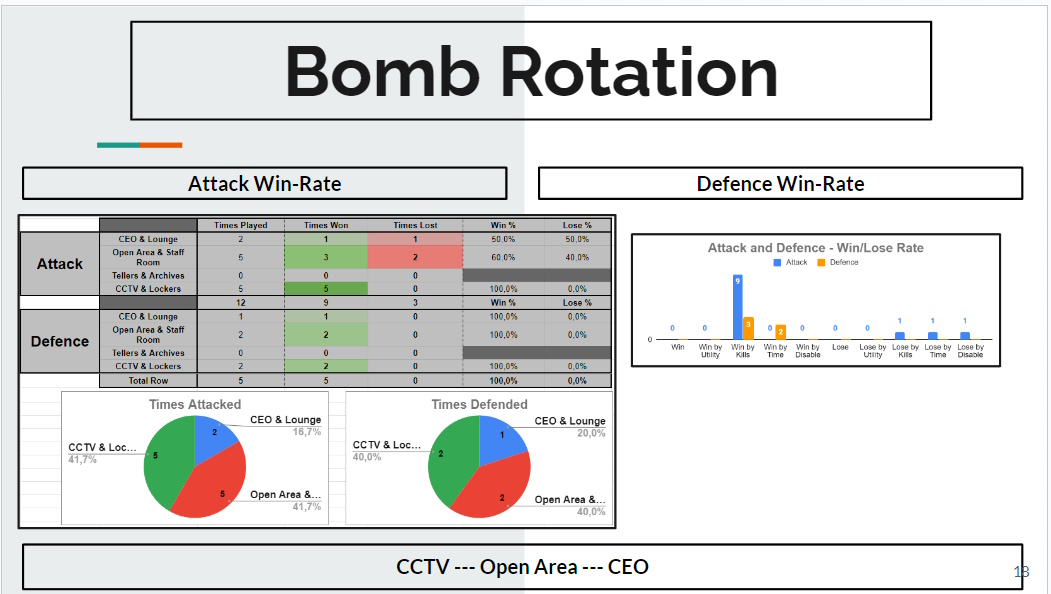 Bomb Rotation
Attack Win-Rate
Defence Win-Rate
Times Played Times Won Times Lost Win % Lose %
Attack
CEO & Lounge 2 1 1 50,0% 50,0%
Open Area & Staff Room 5 3 2 60,0% 40,0%
Tellers & Archives 0 0 0
CCTV & Lockers 5 5 0 100,0% 0,0%
12 9 3 Win % Lose %
Defence
CEO & Lounge 1 1 0 100,0% 0,0%
Open Area & Staff Room 2 2 0 100,0% 0,0%
Tellers & Archives 0 0 0
CCTV & Lockers 2 2 0 100,0% 0,0%
Total Row 5 5 0 100,0% 0,0%
Attack and Defence - Win/Lose Rate
Attack Defence
9
3
2
0 0 0 0 0 0 1 1 1
0
Win
Win by Utility
Win by Kills
Win by Time
Win by Disable
Lose
Lose by Utility
Lose by Kills
Lose by Time
Lose by Disable
Times Attacked
CEO & Lounge
16,7%
2
CCTV & Loc...
41,7%
5
5
Open Area &...
41,7%
Times Defended
CEO & Lounge
20,0%
1
CCTV & Loc...
40,0%
2
2
Open Area &...
40,0%
CCTV --- Open Area --- CEO
18